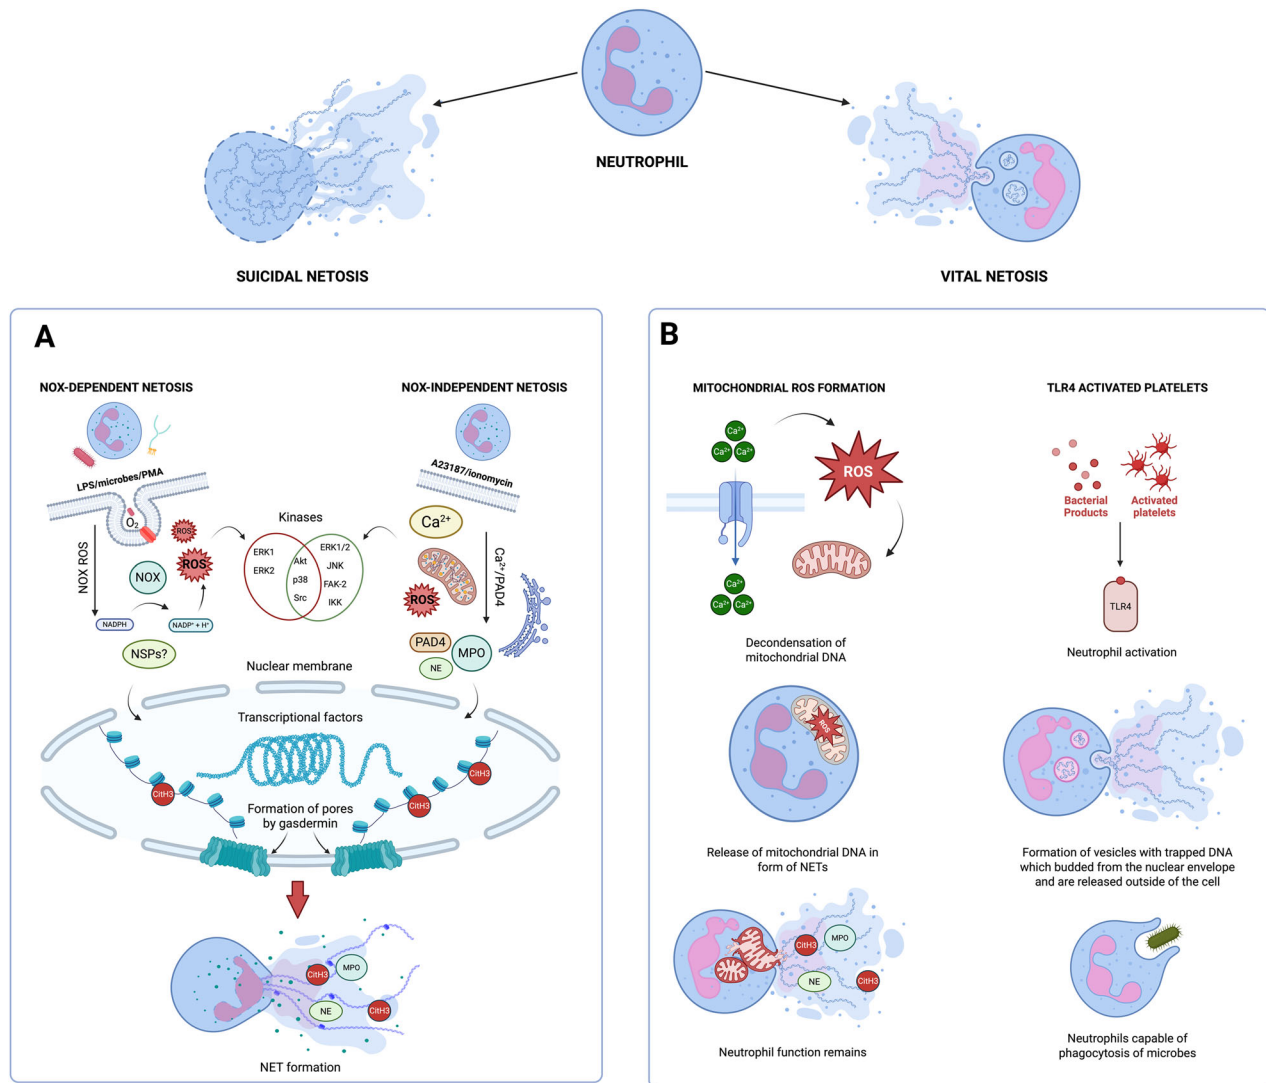 NEUTROPHIL
SUICIDAL NETOSIS
VITAL NETOSIS
A
NOX-DEPENDENT NETOSIS
NOX-INDEPENDENT NETOSIS
LPS/microbes/PMA
A23187/ionomycin
O₂
ROS
ROS
NOX ROS
NOX
NADPH
NADP⁺ + H⁺
NSPs?
Kinases
ERK1
ERK2
Akt
p38
Src
ERK1/2
JNK
FAK-2
IKK
Ca²⁺
ROS
Ca²⁺/PAD4
PAD4
NE
MPO
Nuclear membrane
Transcriptional factors
CitH3
CitH3
CitH3
Formation of pores
by gasdermin
CitH3
MPO
NE
CitH3
NET formation
B
MITOCHONDRIAL ROS FORMATION
TLR4 ACTIVATED PLATELETS
Ca²⁺
Ca²⁺
Ca²⁺
ROS
Ca²⁺
Ca²⁺
Ca²⁺
Decondensation of
mitochondrial DNA
ROS
Release of mitochondrial DNA in
form of NETs
CitH3
MPO
NE
CitH3
Neutrophil function remains
Bacterial
Products
Activated
platelets
TLR4
Neutrophil activation
Formation of vesicles with trapped DNA
which budded from the nuclear envelope
and are released outside of the cell
Neutrophils capable of
phagocytosis of microbes